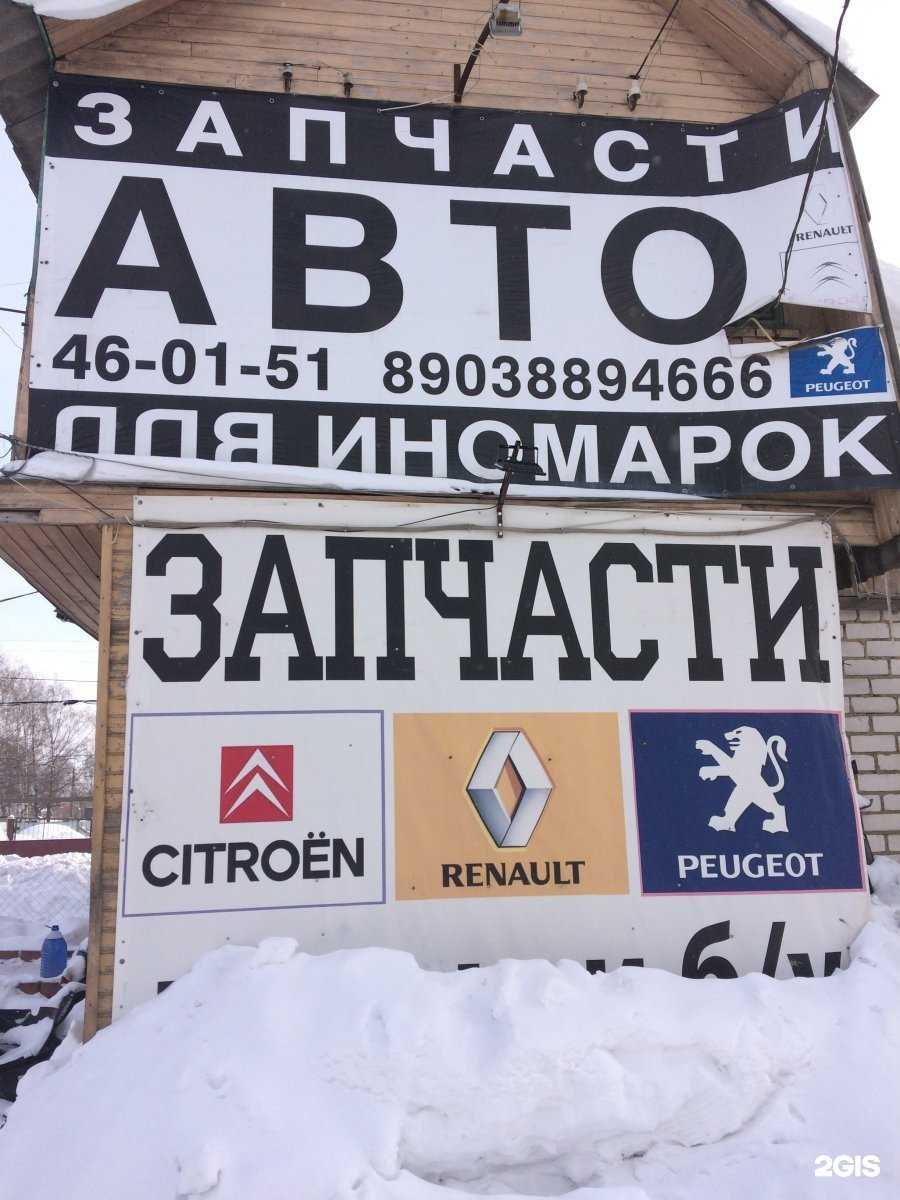 ЗАПЧАСТИ
АВТО
RENAULT
46-01-51 89038894666
PEUGEOT
ДЛЯ ИНОМАРОК
ЗАПЧАСТИ
CITROËN RENAULT PEUGEOT
и б/у
2GIS